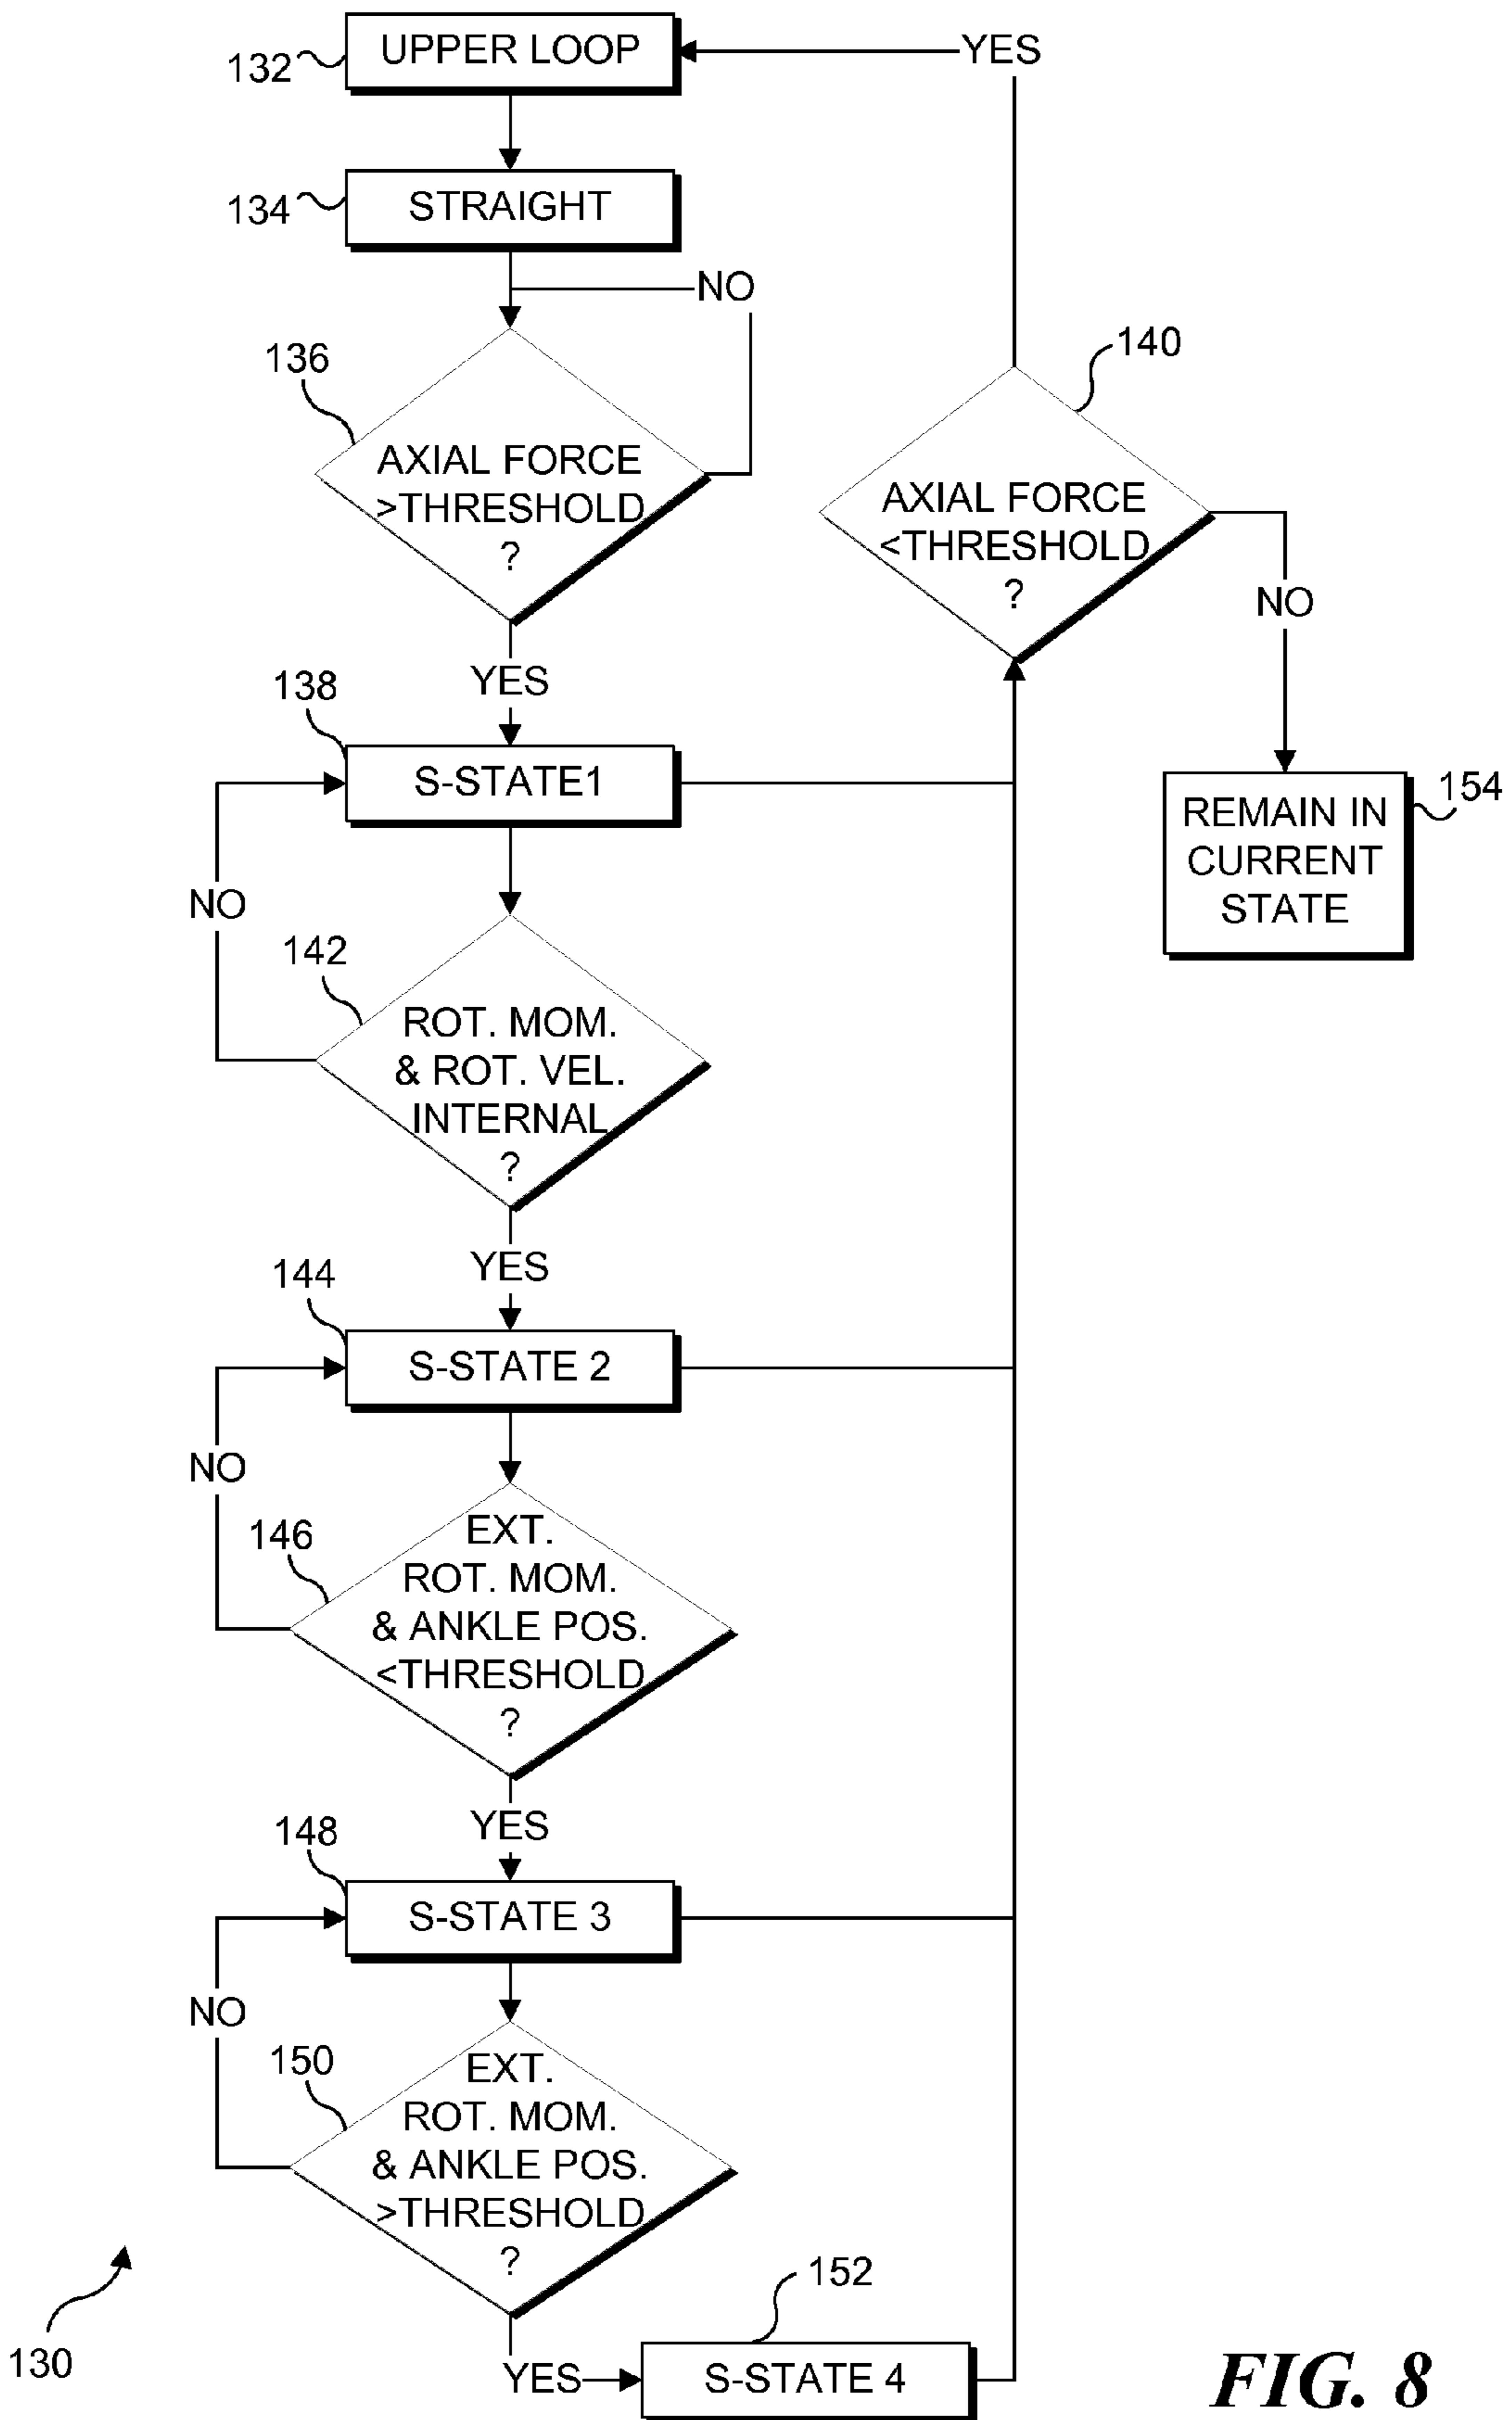 UPPER LOOP
YES
132
STRAIGHT
134
NO
136
AXIAL FORCE
>THRESHOLD
?
140
AXIAL FORCE
<THRESHOLD
?
NO
YES
138
S-STATE1
154
REMAIN IN
CURRENT
STATE
NO
142
ROT. MOM.
& ROT. VEL.
INTERNAL
?
YES
144
S-STATE 2
NO
146
EXT.
ROT. MOM.
& ANKLE POS.
<THRESHOLD
?
YES
148
S-STATE 3
NO
150
EXT.
ROT. MOM.
& ANKLE POS.
>THRESHOLD
?
152
YES
S-STATE 4
130
FIG. 8